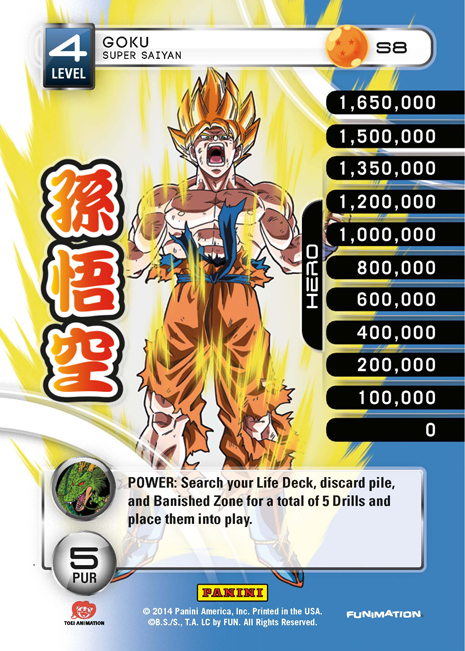 4
LEVEL
GOKU
SUPER SAIYAN
S8
1,650,000
1,500,000
1,350,000
1,200,000
1,000,000
800,000
600,000
400,000
200,000
100,000
0
HERO
孫
悟
空
POWER: Search your Life Deck, discard pile,
and Banished Zone for a total of 5 Drills and
place them into play.
5
PUR
PANINI
TOEI ANIMATION
© 2014 Panini America, Inc. Printed in the USA.
©B.S./S., T.A. LC by FUN. All Rights Reserved.
FUNIMATION